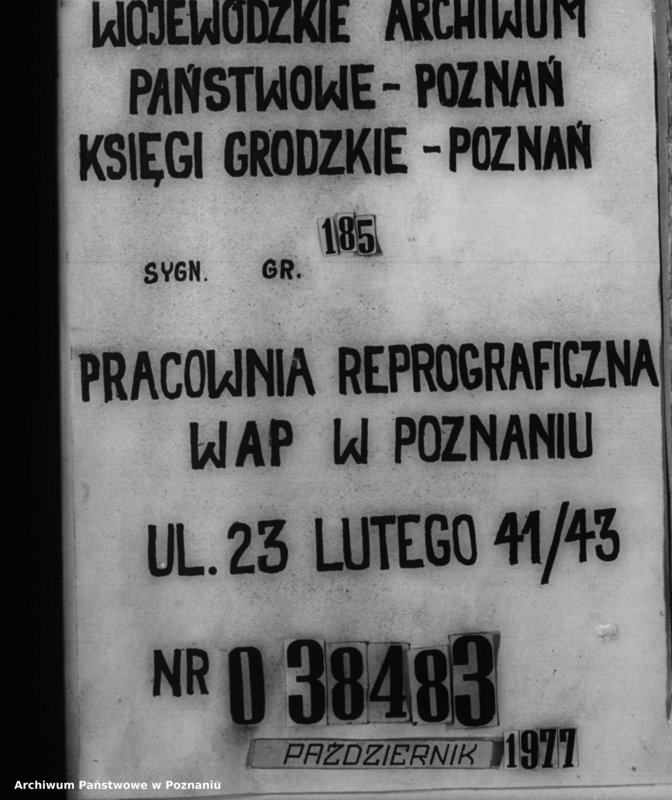 WOJEWÓDZKIE ARCHIWUM
PAŃSTWOWE - POZNAŃ
KSIĘGI GRODZKIE - POZNAŃ
185
SYGN. GR.
PRACOWNIA REPROGRAFICZNA
WAP W POZNANIU
UL. 23 LUTEGO 41/43
NR 0 38483
PAŹDZIERNIK 1977
Archiwum Państwowe w Poznaniu